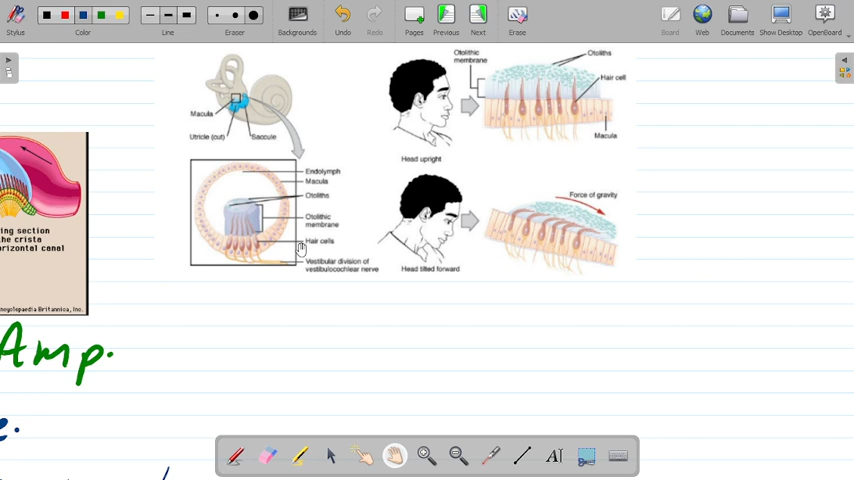 Stylus
Color
Line
Eraser
Backgrounds
Undo
Redo
Pages
Previous
Next
Erase
Board
Web
Documents
Show Desktop
OpenBoard
Macula
Utricle (cut)
Saccule
Endolymph
Macula
Otoliths
Otolithic
membrane
Hair cells
Vestibular division of
vestibulocochlear nerve
Otolithic
membrane
Otoliths
Hair cell
Macula
Head upright
Force of gravity
Head tilted forward
ing section
the crista
orizontal canal
ncyclopaedia Britannica, Inc.
Amp.
e.